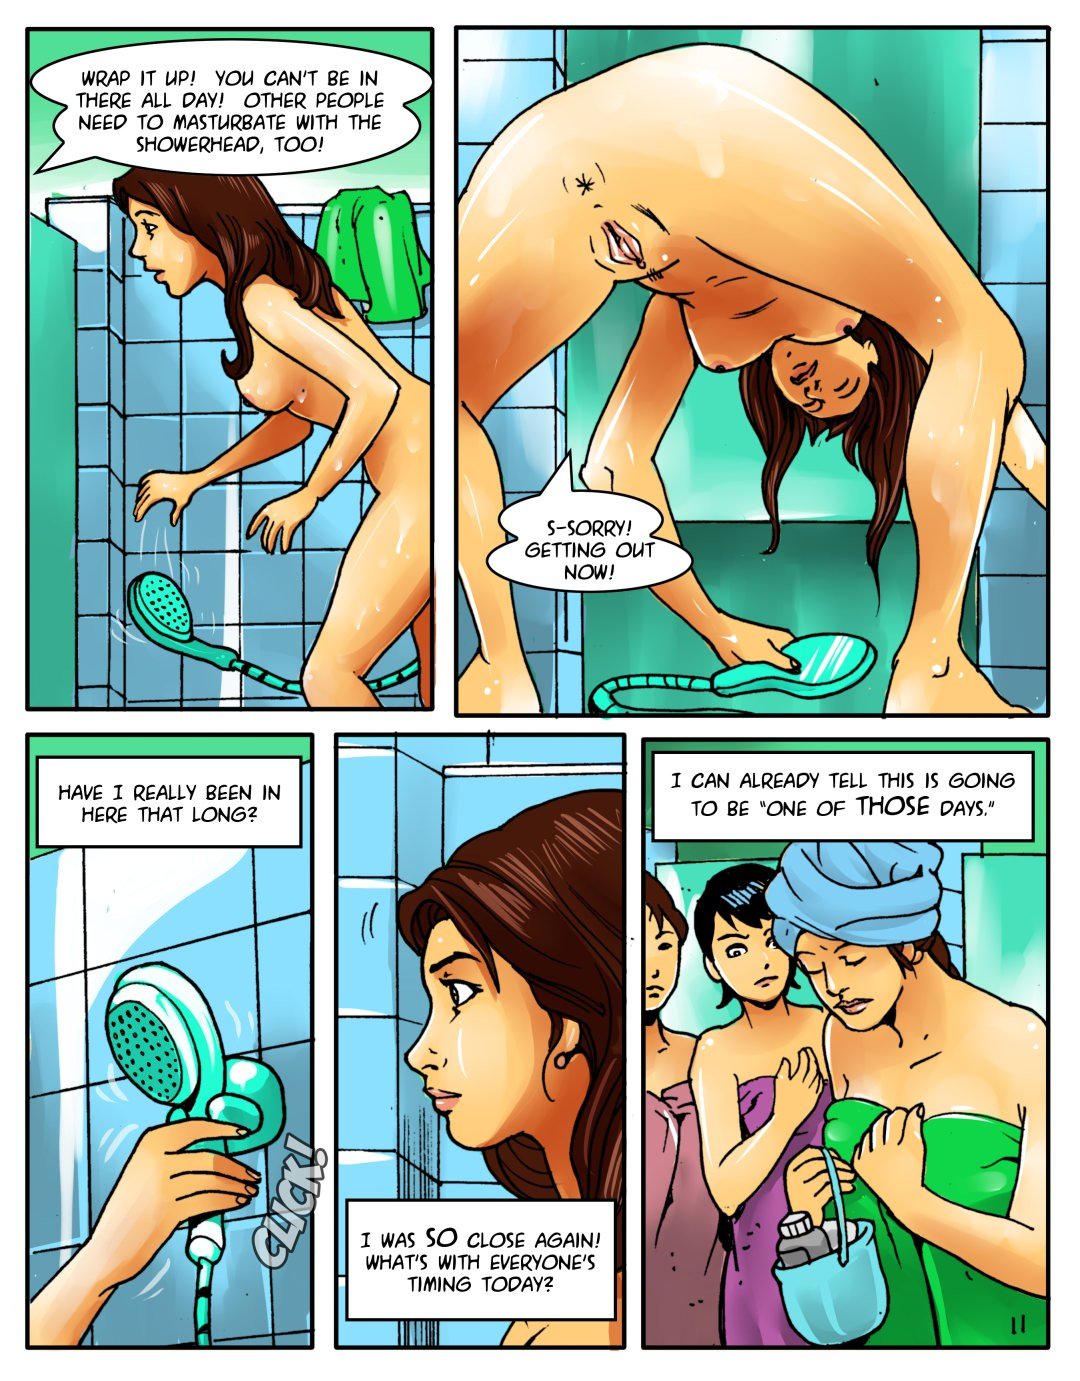 WRAP IT UP! YOU CAN'T BE IN
THERE ALL DAY! OTHER PEOPLE
NEED TO MASTURBATE WITH THE
SHOWERHEAD, TOO!
S-SORRY!
GETTING OUT
NOW!
HAVE I REALLY BEEN IN
HERE THAT LONG?
CLICK!
I WAS SO CLOSE AGAIN!
WHAT'S WITH EVERYONE'S
TIMING TODAY?
I CAN ALREADY TELL THIS IS GOING
TO BE "ONE OF THOSE DAYS."
11